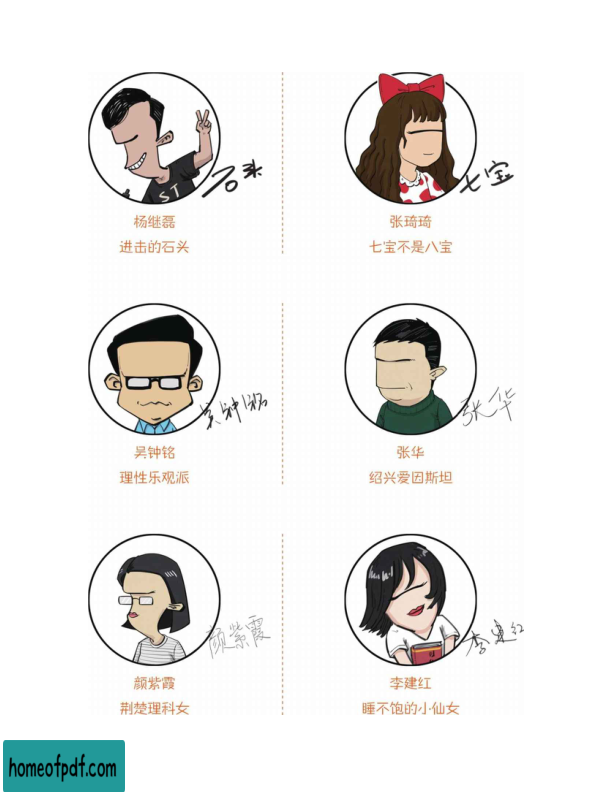 ST
石头
七宝
杨继磊
张琦琦
进击的石头
七宝不是八宝
吴钟铭
张华
吴钟铭
张华
理性乐观派
绍兴爱因斯坦
颜紫霞
李建红
颜紫霞
李建红
荆楚理科女
睡不饱的小仙女
homeofpdf.com